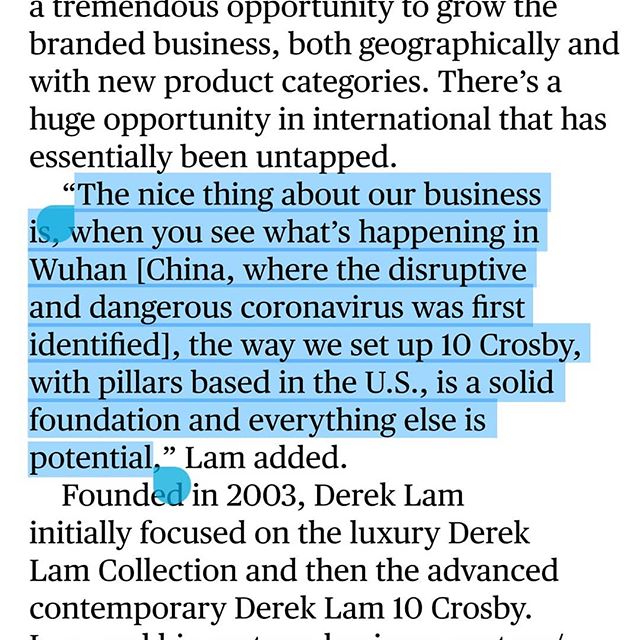 a tremendous opportunity to grow the
branded business, both geographically and
with new product categories. There’s a
huge opportunity in international that has
essentially been untapped.
“The nice thing about our business
is, when you see what’s happening in
Wuhan [China, where the disruptive
and dangerous coronavirus was first
identified], the way we set up 10 Crosby,
with pillars based in the U.S., is a solid
foundation and everything else is
potential,” Lam added.
Founded in 2003, Derek Lam
initially focused on the luxury Derek
Lam Collection and then the advanced
contemporary Derek Lam 10 Crosby.